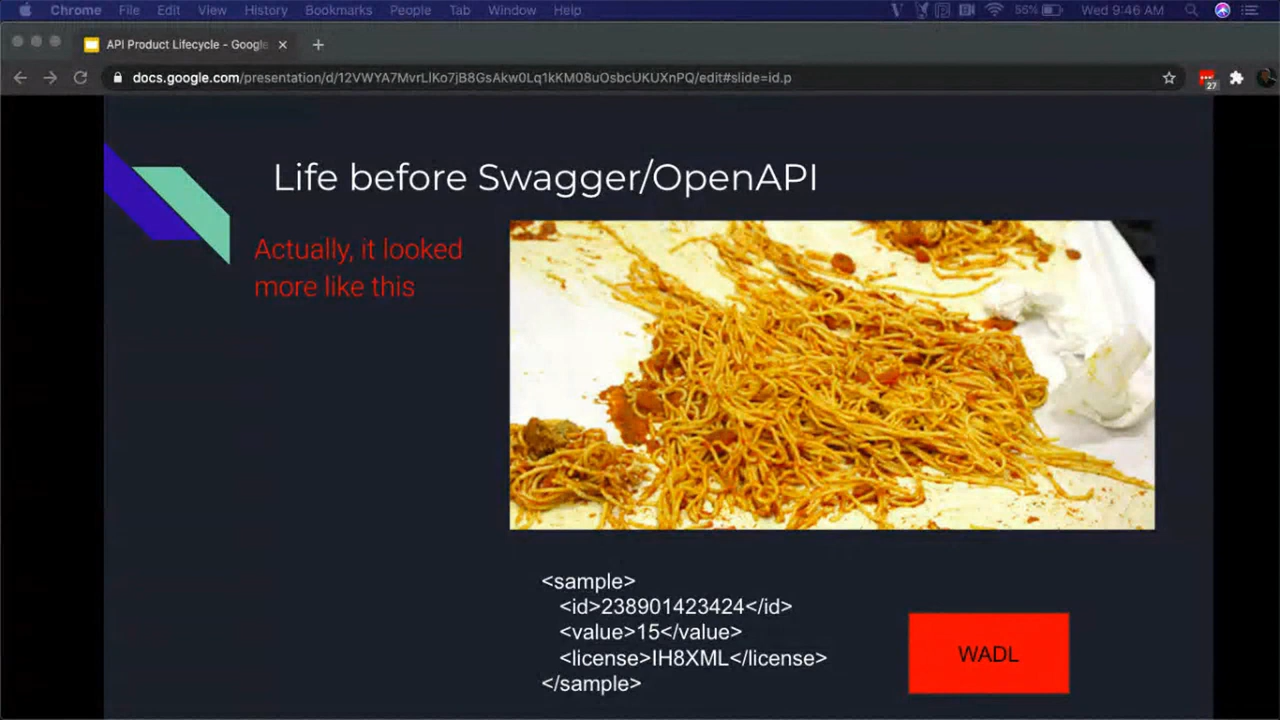 Chrome File Edit View History Bookmarks People Tab Window Help 55% Wed 9:46 AM
API Product Lifecycle - Google
docs.google.com/presentation/d/12VWYA7MvrLlKo7jB8GsAkw0Lq1kKM08uOsbcUKUXnPQ/edit#slide=id.p
27
Life before Swagger/OpenAPI
Actually, it looked
more like this
<sample>
<id>238901423424</id>
<value>15</value>
<license>IH8XML</license>
</sample>
WADL